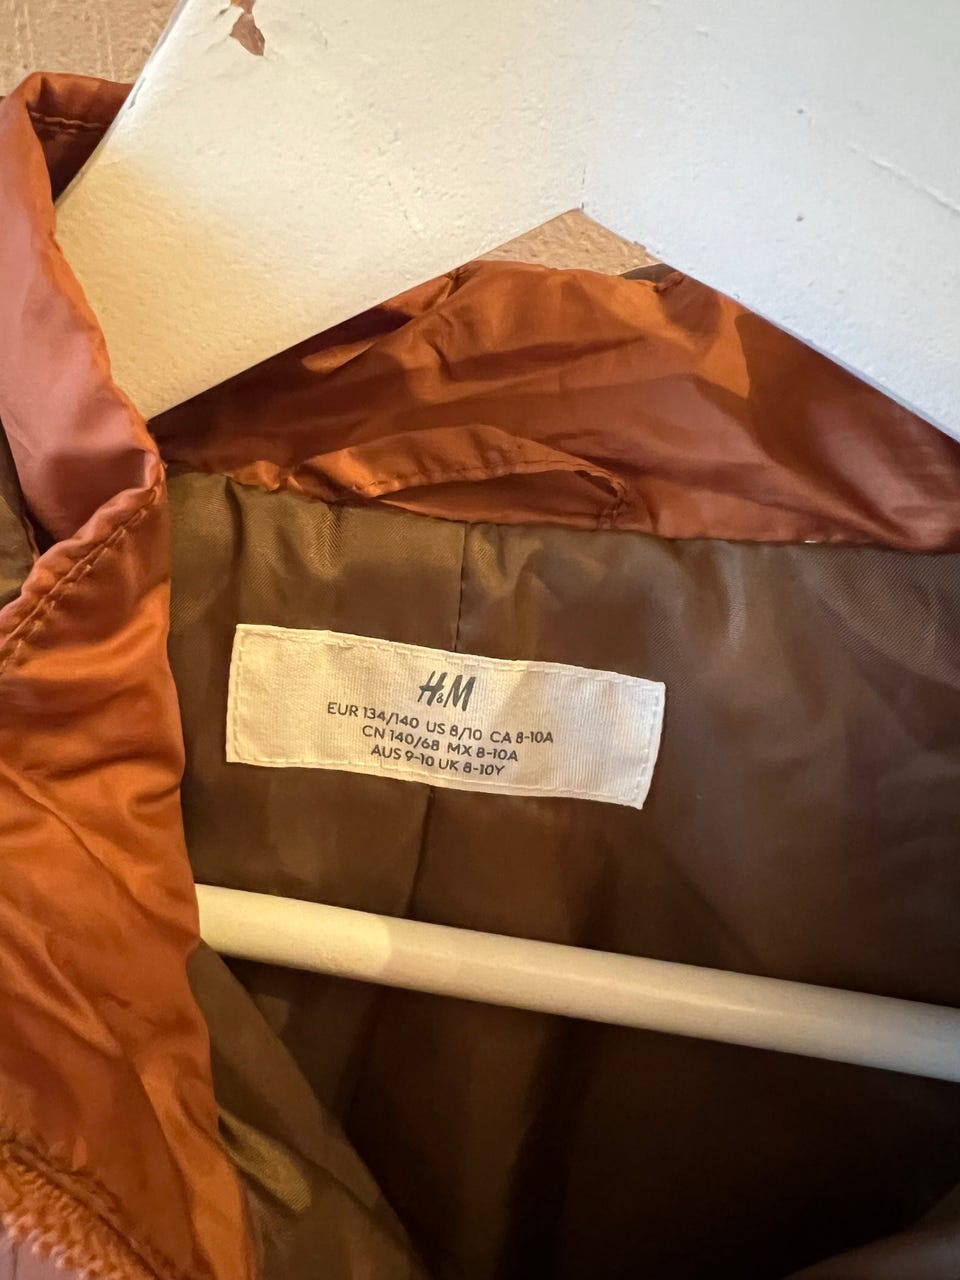 H&M
EUR 134/140 US 8/10 CA 8-10A
CN 140/68 MX 8-10A
AUS 9-10 UK 8-10Y